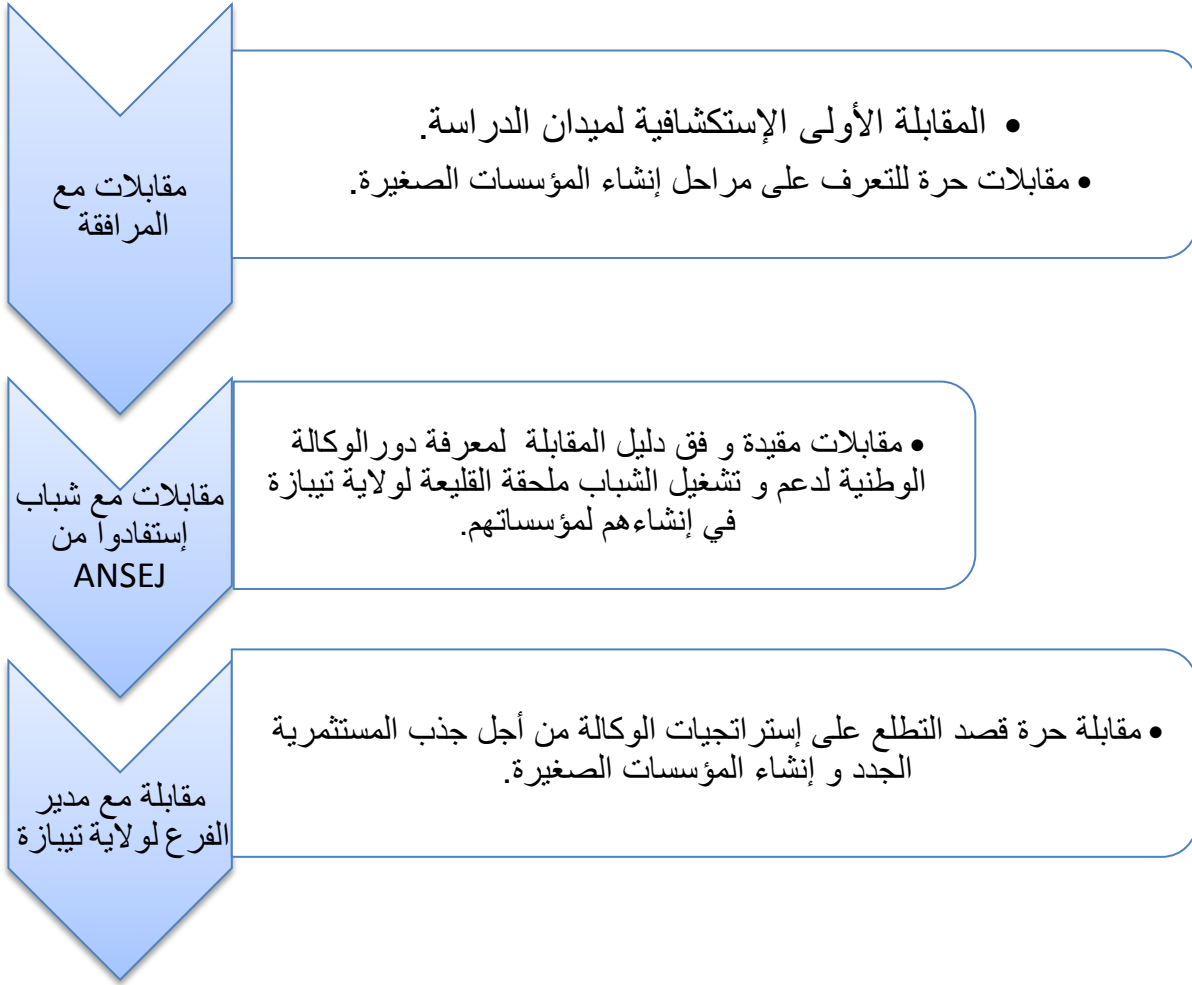 مقابلات مع
المرافقة
• المقابلة الأولى الإستكشافية لميدان الدراسة.
• مقابلات حرة للتعرف على مراحل إنشاء المؤسسات الصغيرة.
مقابلات مع شباب
إستفادوا من
ANSEJ
• مقابلات مقيدة و فق دليل المقابلة لمعرفة دورالوكالة
الوطنية لدعم و تشغيل الشباب ملحقة القليعة لولاية تيبازة
في إنشاءهم لمؤسساتهم.
مقابلة مع مدير
الفرع لولاية تيبازة
• مقابلة حرة قصد التطلع على إستراتجيات الوكالة من أجل جذب المستثمرية
الجدد و إنشاء المؤسسات الصغيرة.